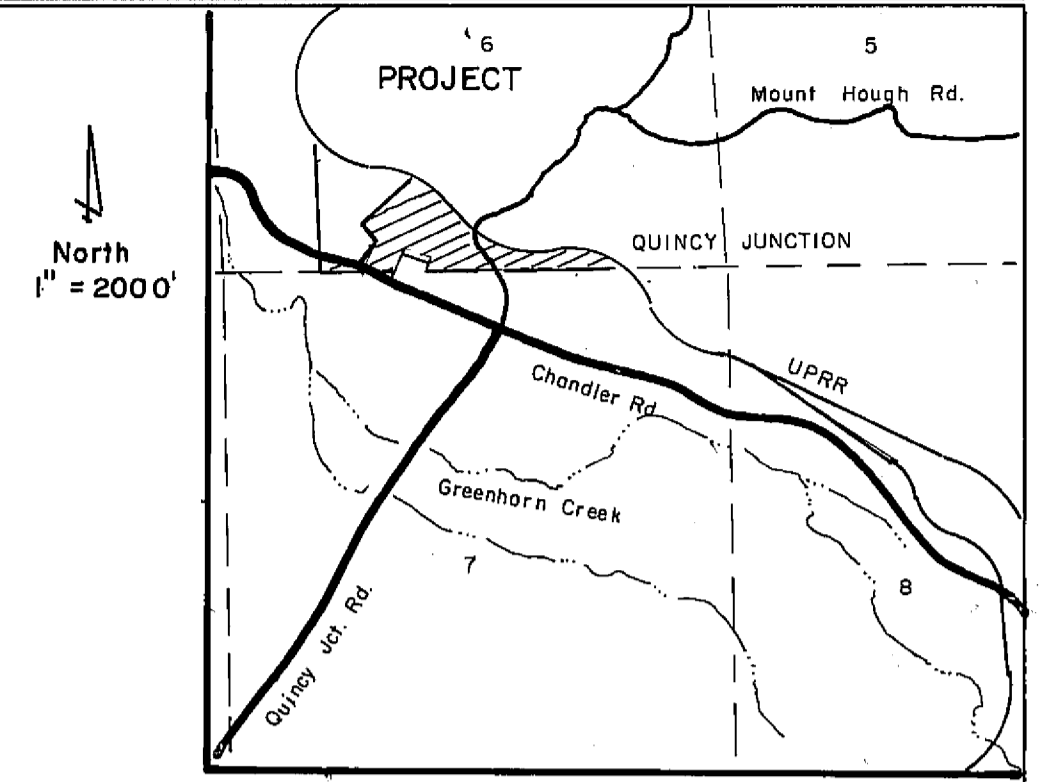 6
PROJECT
5
Mount Hough Rd.
North
1" = 2000'
QUINCY JUNCTION
UPRR
Chandler Rd
Greenhorn Creek
7
8
Quincy Jct. Rd.